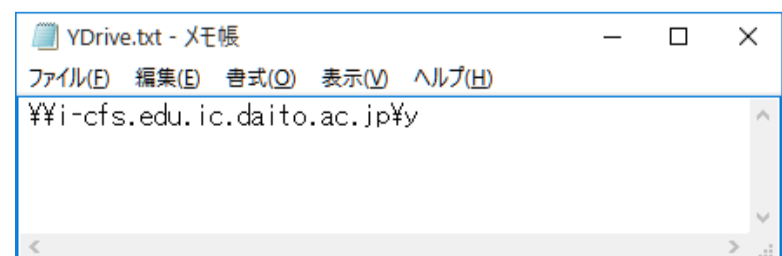 YDrive.txt - メモ帳
ファイル(F) 編集(E) 書式(O) 表示(V) ヘルプ(H)
¥¥i-cfs.edu.ic.daito.ac.jp¥y